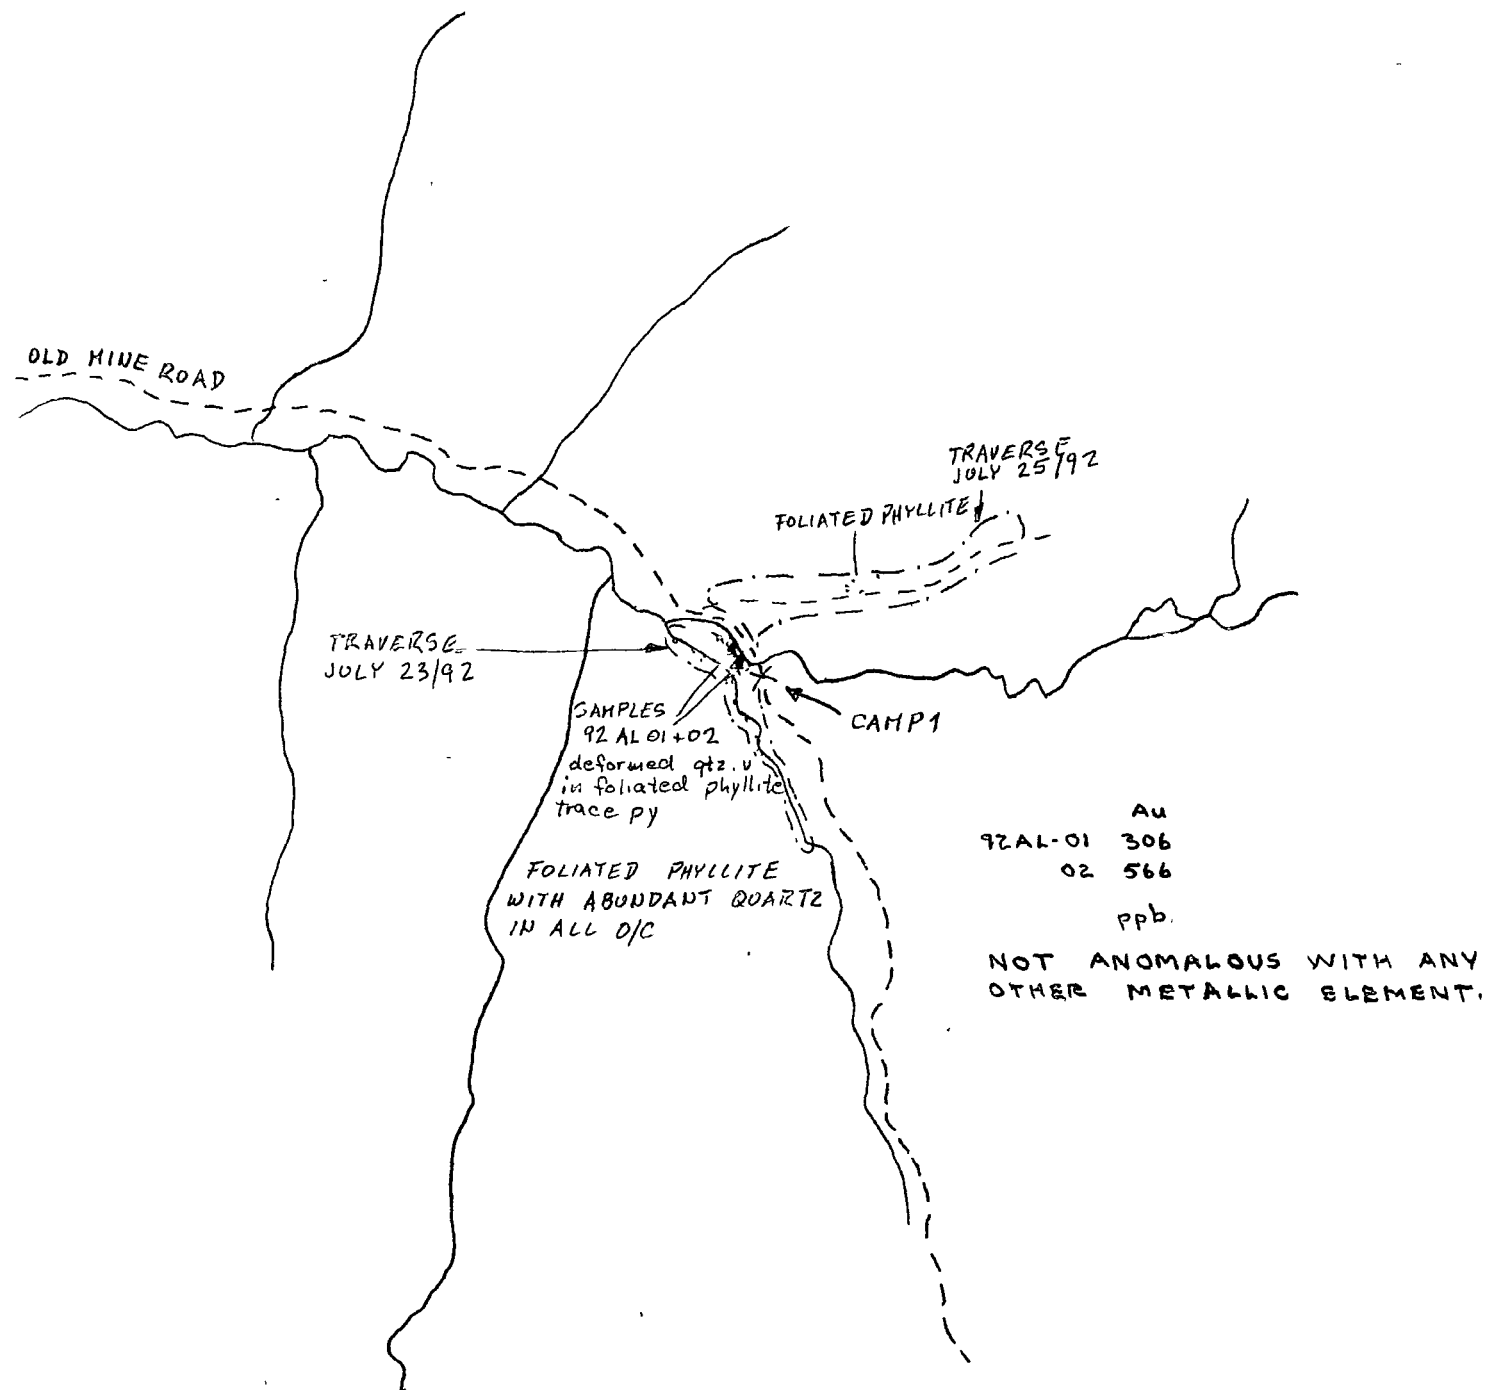 OLD MINE ROAD
TRAVERSE
JULY 25/92
FOLIATED PHYLLITE
TRAVERSE
JULY 23/92
SAMPLES
92 AL 01+02
deformed qtz. v
in foliated phyllite
trace py
CAMP 1
FOLIATED PHYLLITE
WITH ABUNDANT QUARTZ
IN ALL O/C
Au
92AL-01 306
02 566
ppb.
NOT ANOMALOUS WITH ANY
OTHER METALLIC ELEMENT.